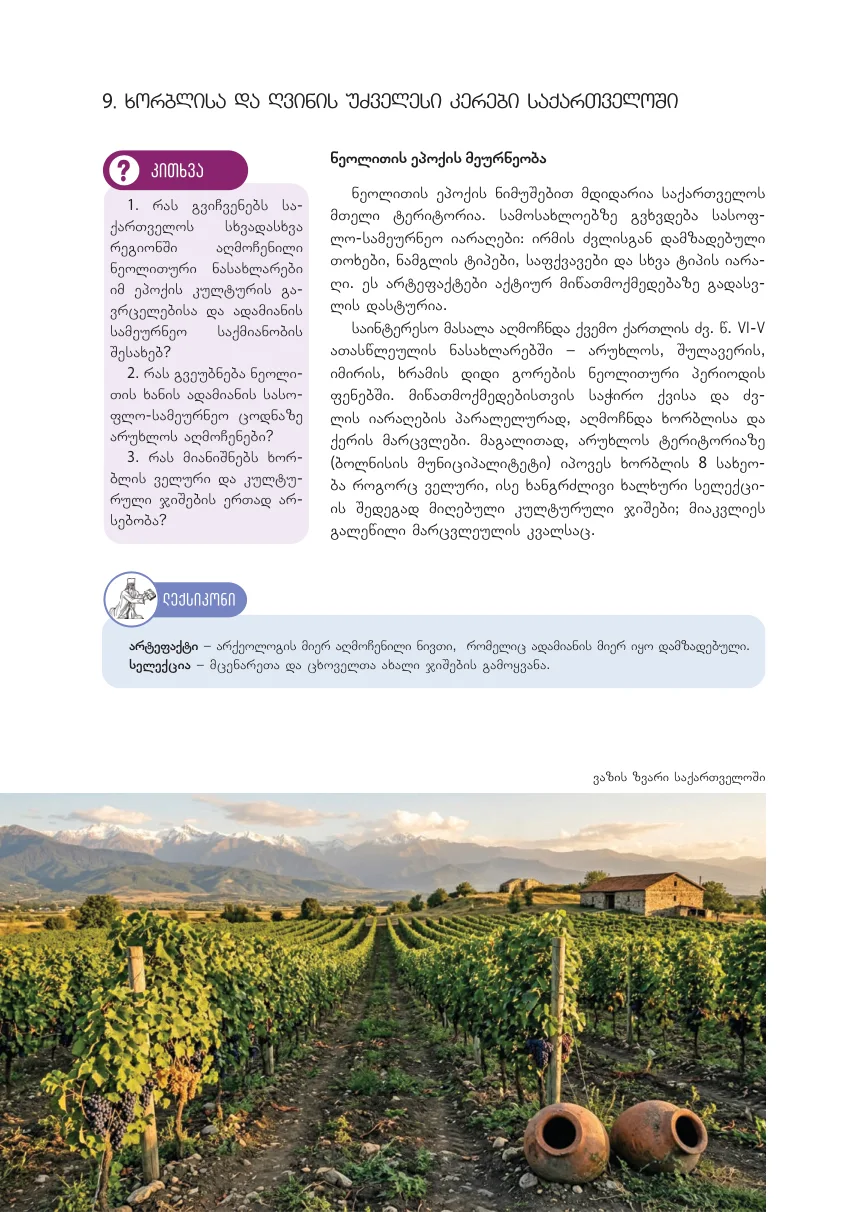 9. ხორბლისა და ღვინის უძველესი კერები საქართველოში
კითხვა
1. რას გვიჩვენებს სა-
ქართველოს სხვადასხვა
რეგიონში აღმოჩენილი
ნეოლითური ნასახლარები
იმ ეპოქის კულტურის გა-
ვრცელებისა და ადამიანის
სამეურნეო საქმიანობის
შესახებ?
2. რას გვეუბნება ნეოლი-
თის ხანის ადამიანის სასო-
ფლო-სამეურნეო ცოდნაზე
არუხლოს აღმოჩენები?
3. რას მიანიშნებს ხორ-
ბლის ველური და კულტუ-
რული ჯიშების ერთად არ-
სებობა?
ნეოლითის ეპოქის მეურნეობა
ნეოლითის ეპოქის ნიმუშებით მდიდარია საქართველოს
მთელი ტერიტორია. სამოსახლოებზე გვხვდება სასოფ-
ლო-სამეურნეო იარაღები: ირმის ძვლისგან დამზადებული
თოხები, ნამგლის ტიპები, საფქვავები და სხვა ტიპის იარა-
ღი. ეს არტეფაქტები აქტიურ მიწათმოქმედებაზე გადასვ-
ლის დასტურია.
საინტერესო მასალა აღმოჩნდა ქვემო ქართლის ძვ. წ. VI-V
ათასწლეულის ნასახლარებში – არუხლოს, შულავერის,
იმირის, ხრამის დიდი გორების ნეოლითური პერიოდის
ფენებში. მიწათმოქმედებისთვის საჭირო ქვისა და ძვ-
ლის იარაღების პარალელურად, აღმოჩნდა ხორბლისა და
ქერის მარცვლები. მაგალითად, არუხლოს ტერიტორიაზე
(ბოლნისის მუნიციპალიტეტი) იპოვეს ხორბლის 8 სახეო-
ბა როგორც ველური, ისე ხანგრძლივი ხალხური სელექცი-
ის შედეგად მიღებული კულტურული ჯიშები; მიაკვლიეს
გალეწილი მარცვლეულის კვალსაც.
ლექსიკონი
არტეფაქტი – არქეოლოგის მიერ აღმოჩენილი ნივთი, რომელიც ადამიანის მიერ იყო დამზადებული.
სელექცია – მცენარეთა და ცხოველთა ახალი ჯიშების გამოყვანა.
ვაზის ზვარი საქართველოში